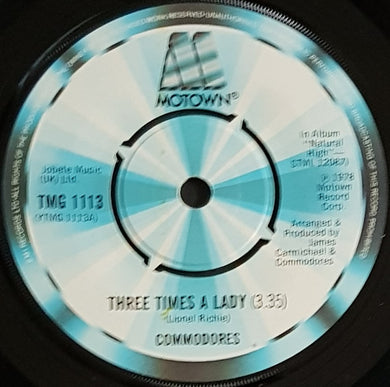 MOTOWN®
In Album
"Natural
High"—
STML 12087)
Jobete Music
(UK) Ltd.
TMG 1113
(YTMG 1113A)
℗ 1978
Motown
Record
Corp.
Arranged &
Produced by
James
Carmichael &
Commodores
THREE TIMES A LADY (3.35)
(Lionel Richie)
COMMODORES